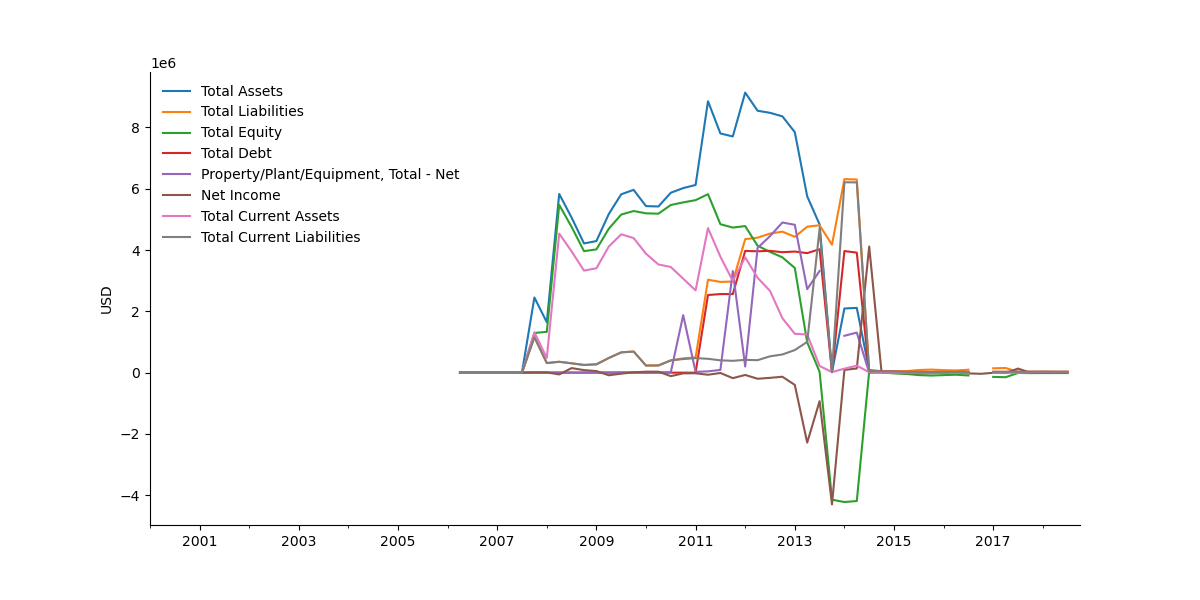 1e6
Total Assets
Total Liabilities
Total Equity
Total Debt
Property/Plant/Equipment, Total - Net
Net Income
Total Current Assets
Total Current Liabilities
USD
8
6
4
2
0
−2
−4
2001 2003 2005 2007 2009 2011 2013 2015 2017